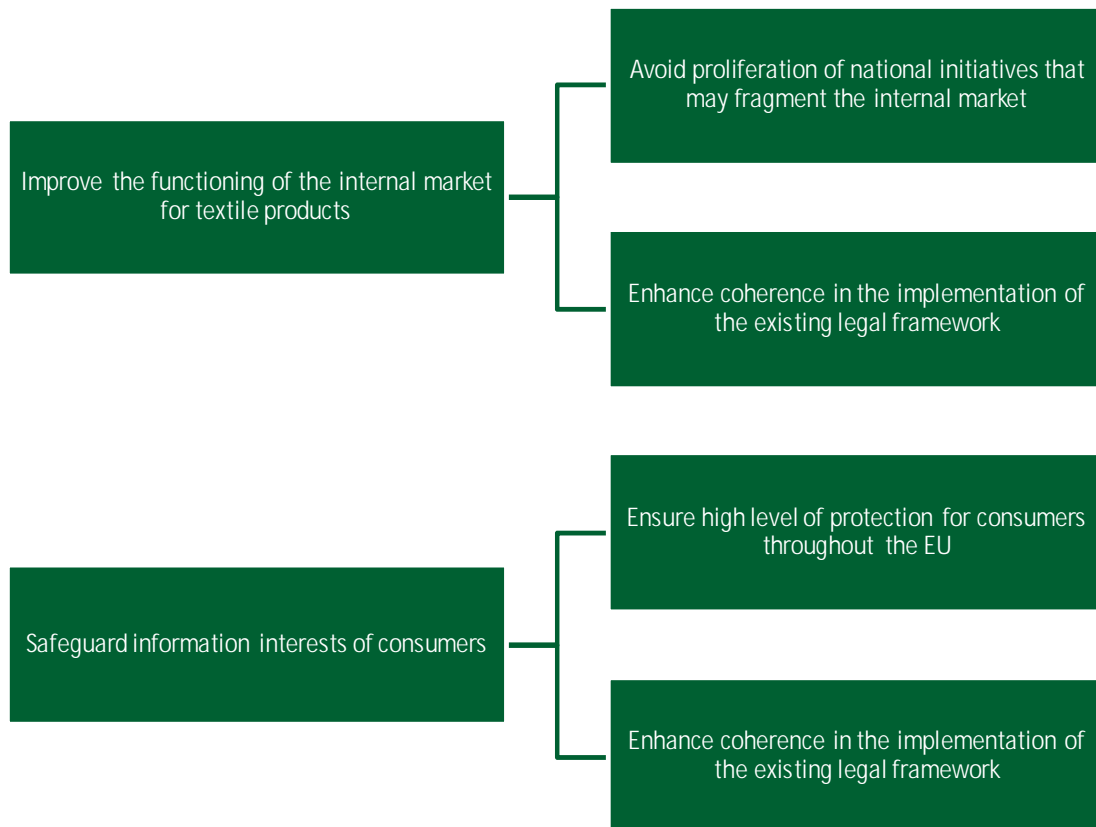 Improve the functioning of the internal market
for textile products
Avoid proliferation of national initiatives that
may fragment the internal market
Enhance coherence in the implementation of
the existing legal framework
Safeguard information interests of consumers
Ensure high level of protection for consumers
throughout the EU
Enhance coherence in the implementation of
the existing legal framework